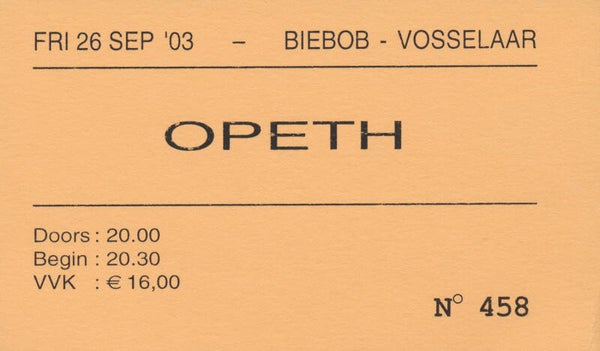 FRI 26 SEP '03 – BIEBOB - VOSSELAAR
OPETH
Doors : 20.00
Begin : 20.30
VVK : € 16,00
N° 458